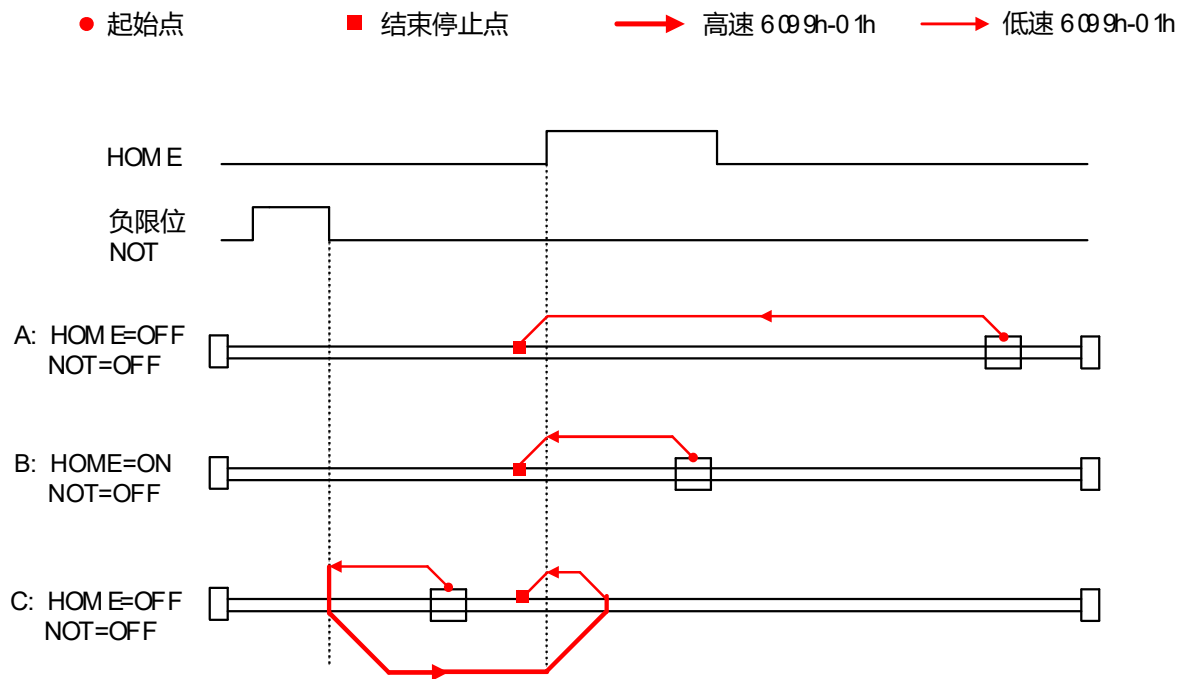 起始点
结束停止点
高速 6099h-01h
低速 6099h-01h
HOME
负限位
NOT
A: HOME=OFF
NOT=OFF
B: HOME=ON
NOT=OFF
C: HOME=OFF
NOT=OFF